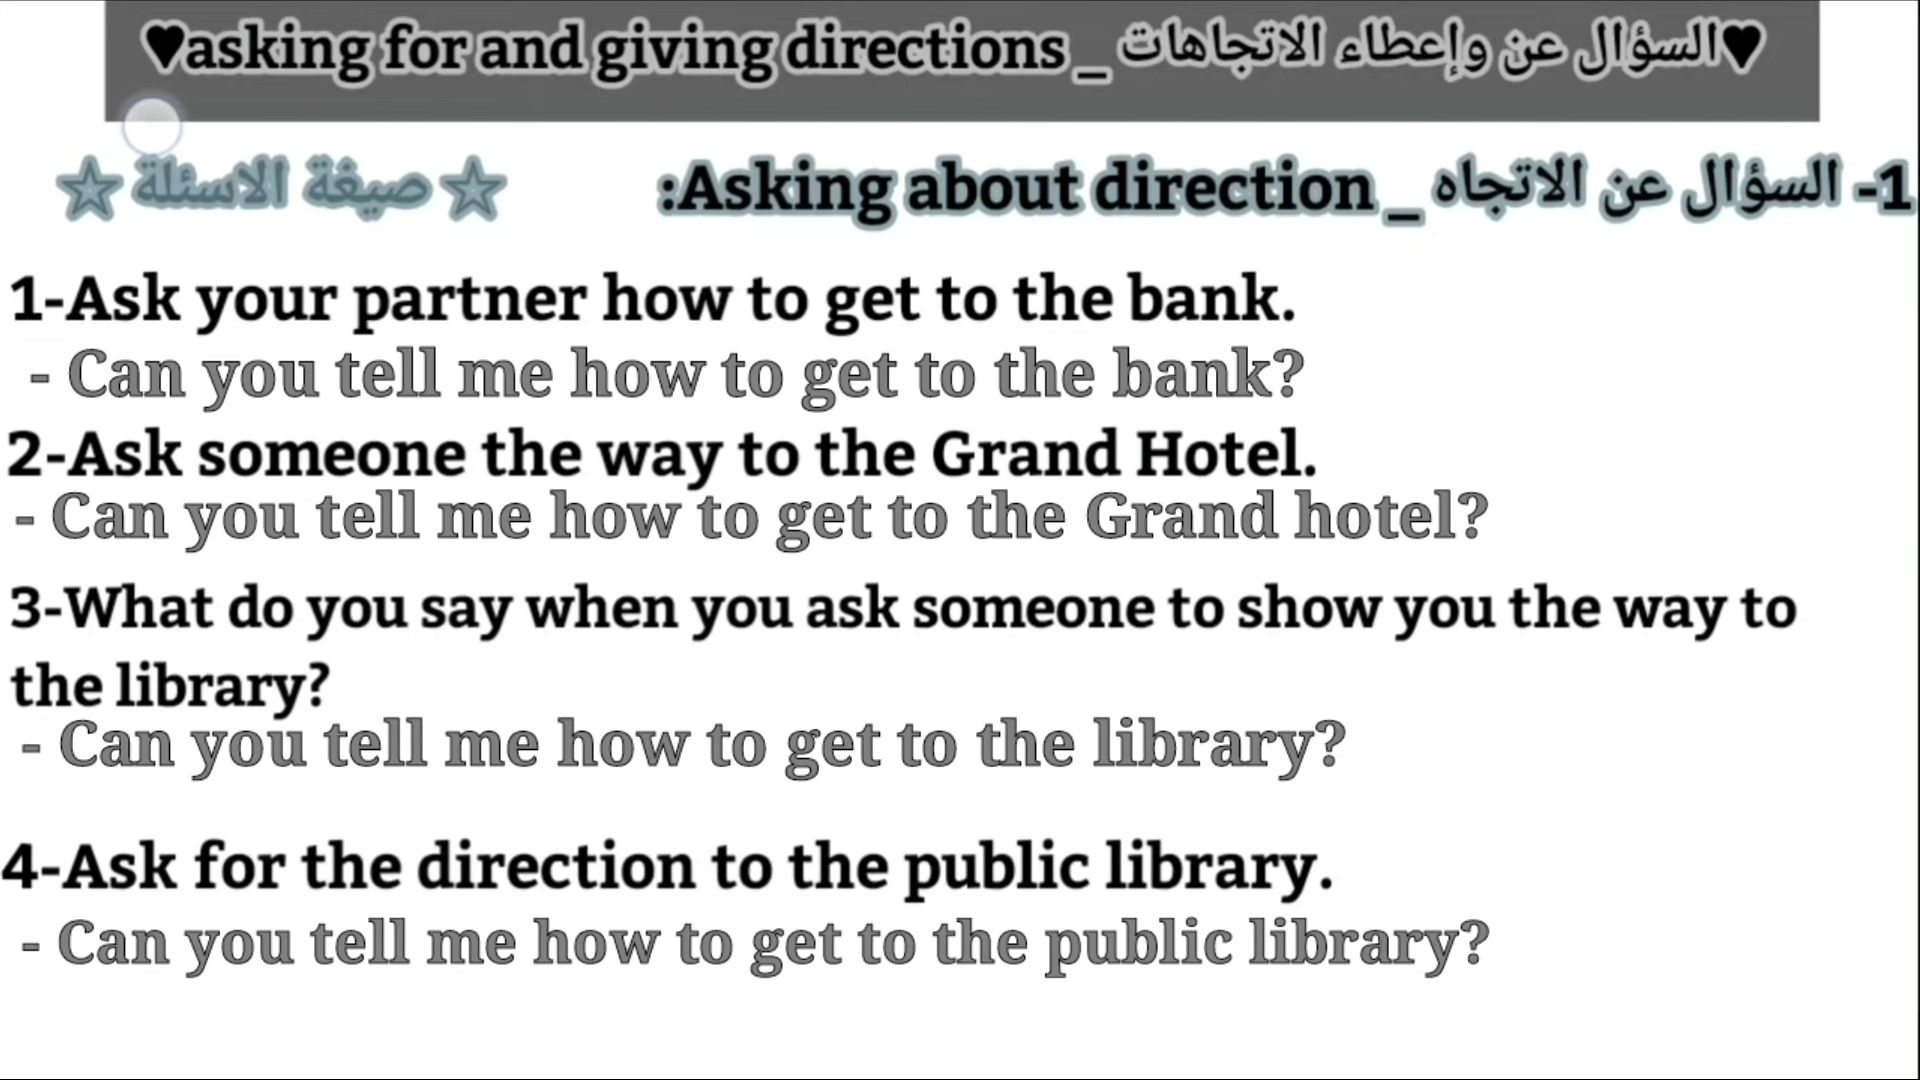 ♥asking for and giving directions _ السؤال عن وإعطاء الاتجاهات♥
1- السؤال عن الاتجاه _ Asking about direction:
☆ صيغة الاسئلة ☆
1-Ask your partner how to get to the bank.
- Can you tell me how to get to the bank?
2-Ask someone the way to the Grand Hotel.
- Can you tell me how to get to the Grand hotel?
3-What do you say when you ask someone to show you the way to
the library?
- Can you tell me how to get to the library?
4-Ask for the direction to the public library.
- Can you tell me how to get to the public library?